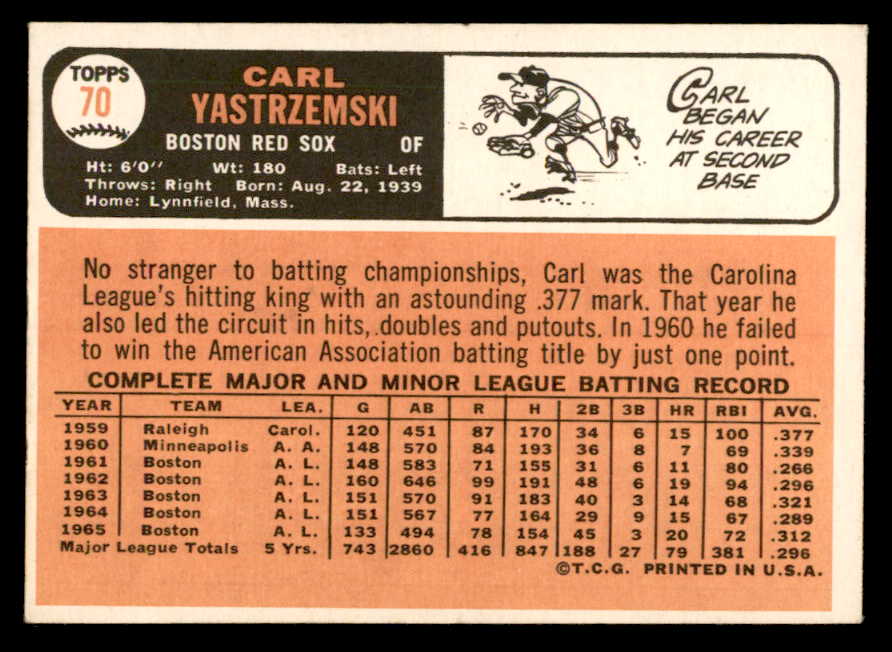 TOPPS
70
CARL
YASTRZEMSKI
BOSTON RED SOX OF
Ht: 6'0'' Wt: 180 Bats: Left
Throws: Right Born: Aug. 22, 1939
Home: Lynnfield, Mass.
CARL
BEGAN
HIS CAREER
AT SECOND
BASE
No stranger to batting championships, Carl was the Carolina
League's hitting king with an astounding .377 mark. That year he
also led the circuit in hits, doubles and putouts. In 1960 he failed
to win the American Association batting title by just one point.
COMPLETE MAJOR AND MINOR LEAGUE BATTING RECORD
YEAR TEAM LEA. G AB R H 2B 3B HR RBI AVG.
1959 Raleigh Carol. 120 451 87 170 34 6 15 100 .377
1960 Minneapolis A. A. 148 570 84 193 36 8 7 69 .339
1961 Boston A. L. 148 583 71 155 31 6 11 80 .266
1962 Boston A. L. 160 646 99 191 48 6 19 94 .296
1963 Boston A. L. 151 570 91 183 40 3 14 68 .321
1964 Boston A. L. 151 567 77 164 29 9 15 67 .289
1965 Boston A. L. 133 494 78 154 45 3 20 72 .312
Major League Totals 5 Yrs. 743 2860 416 847 188 27 79 381 .296
©T.C.G. PRINTED IN U.S.A.